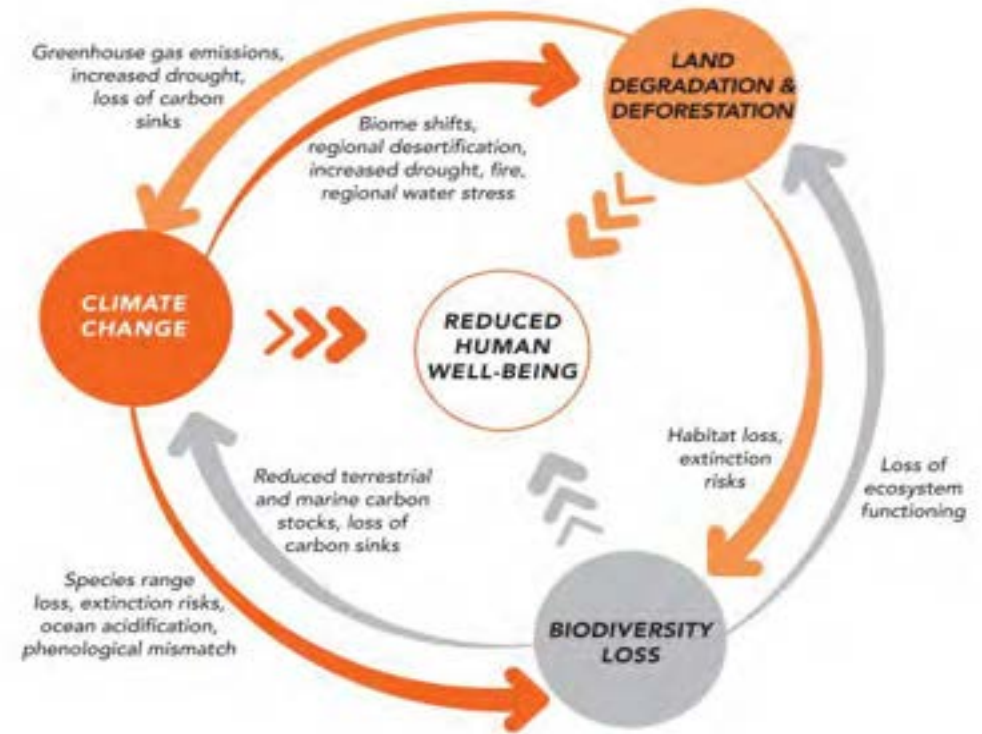 Greenhouse gas emissions,
increased drought,
loss of carbon
sinks
LAND
DEGRADATION &
DEFORESTATION
Biome shifts,
regional desertification,
increased drought, fire,
regional water stress
CLIMATE
CHANGE
REDUCED
HUMAN
WELL-BEING
Habitat loss,
extinction
risks
Loss of
ecosystem
functioning
Reduced terrestrial
and marine carbon
stocks, loss of
carbon sinks
Species range
loss, extinction risks,
ocean acidification,
phenological mismatch
BIODIVERSITY
LOSS